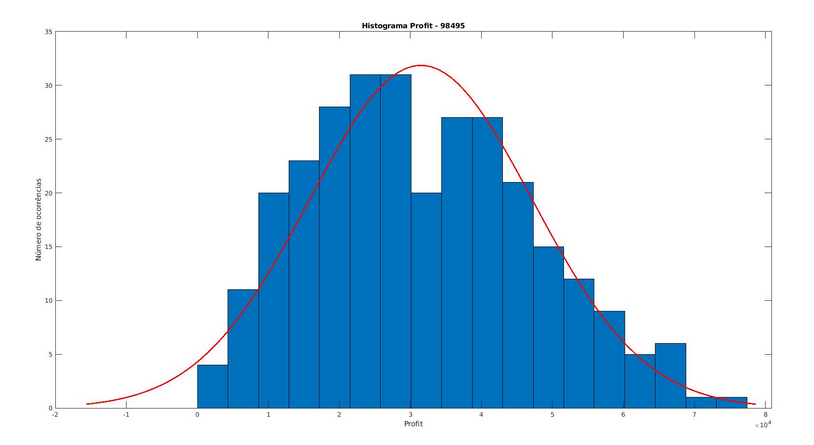 Histograma Profit - 98495
35
30
25
20
15
10
5
0
Número de ocorrências
-2 -1 0 1 2 3 4 5 6 7 8
×10⁴
Profit